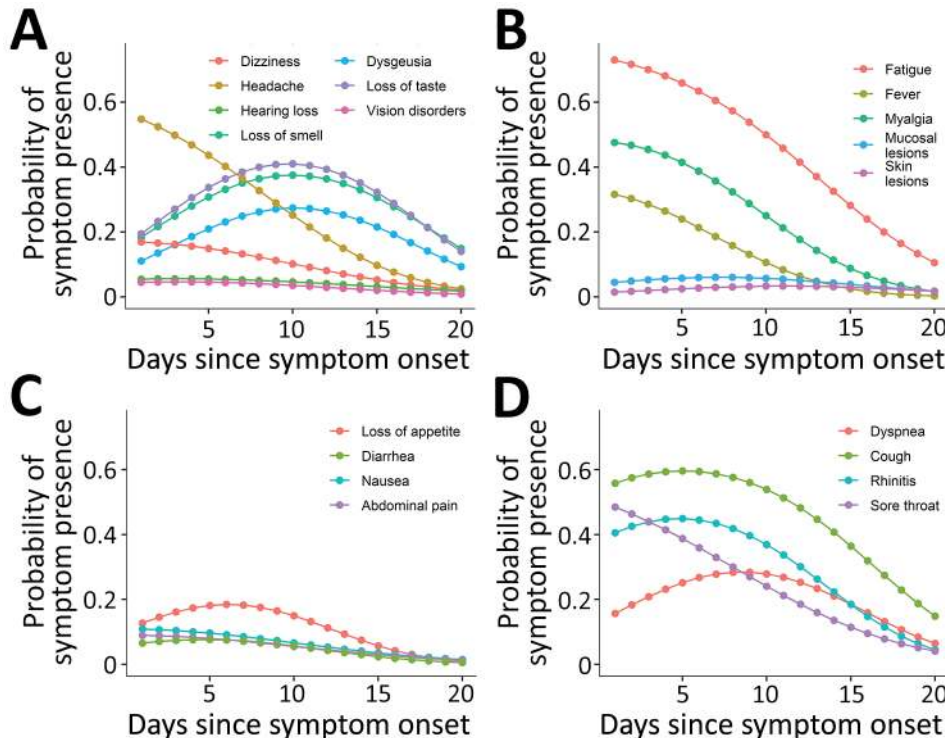 A
Probability of
symptom presence
0.6
0.4
0.2
0
Dizziness
Headache
Hearing loss
Loss of smell
Dysgeusia
Loss of taste
Vision disorders
5 10 15 20
Days since symptom onset
B
Probability of
symptom presence
0.6
0.4
0.2
0
Fatigue
Fever
Myalgia
Mucosal
lesions
Skin
lesions
5 10 15 20
Days since symptom onset
C
Probability of
symptom presence
0.6
0.4
0.2
0
Loss of appetite
Diarrhea
Nausea
Abdominal pain
5 10 15 20
Days since symptom onset
D
Probability of
symptom presence
0.6
0.4
0.2
0
Dyspnea
Cough
Rhinitis
Sore throat
5 10 15 20
Days since symptom onset